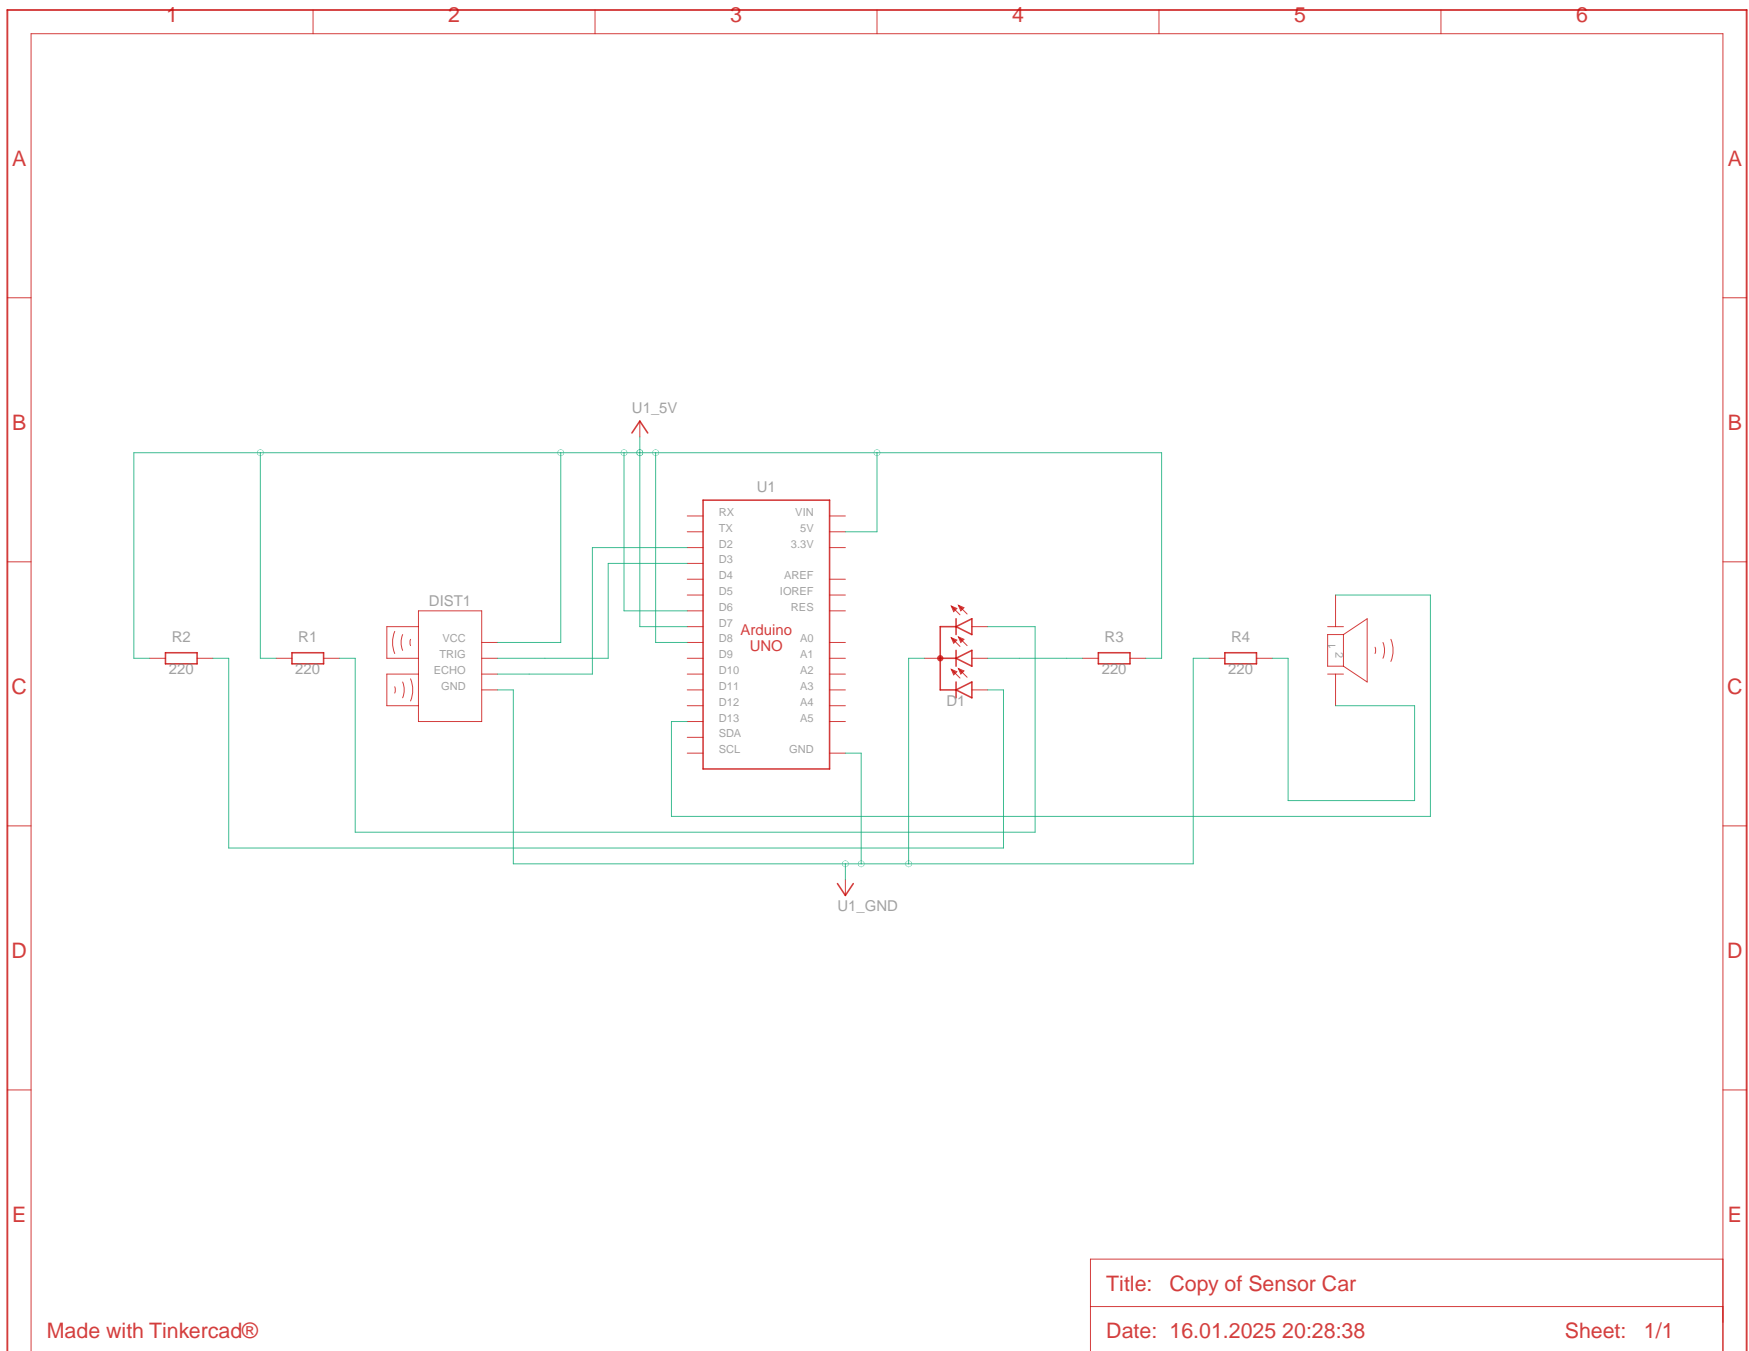 1 2 3 4 5 6
A A
B B
C C
D D
E E
U1_5V
U1
RX VIN
TX 5V
D2 3.3V
D3
D4 AREF
D5 IOREF
D6 RES
D7
D8 A0
D9 A1
D10 A2
D11 A3
D12 A4
D13 A5
SDA
SCL GND
Arduino
UNO
DIST1
VCC
TRIG
ECHO
GND
R2
220
R1
220
D1
R3
220
R4
220
1 2
U1_GND
Title: Copy of Sensor Car
Date: 16.01.2025 20:28:38 Sheet: 1/1
Made with Tinkercad®